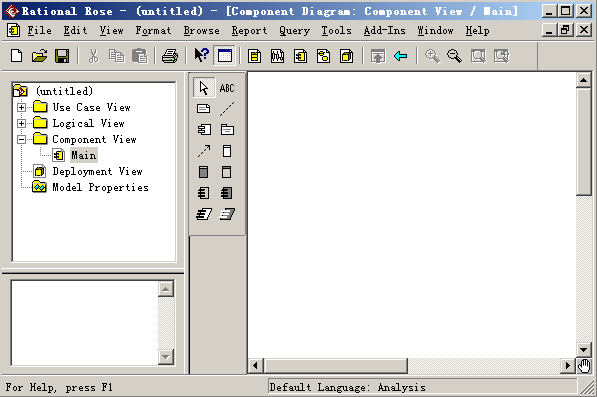 Rational Rose - (untitled) - [Component Diagram: Component View / Main]
File Edit View Format Browse Report Query Tools Add-Ins Window Help
ABC
(untitled)
Use Case View
Logical View
Component View
Main
Deployment View
Model Properties
For Help, press F1
Default Language: Analysis